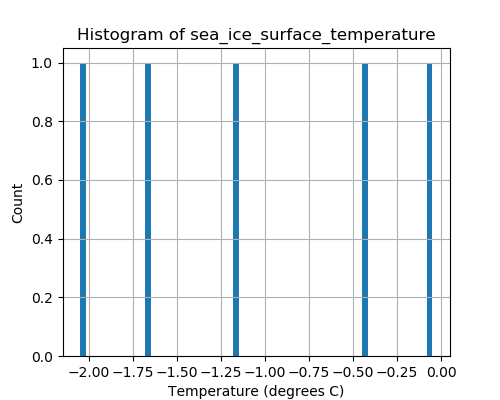 Histogram of sea_ice_surface_temperature
1.0
0.8
0.6
0.4
0.2
0.0
Count
−2.00 −1.75 −1.50 −1.25 −1.00 −0.75 −0.50 −0.25 0.00
Temperature (degrees C)